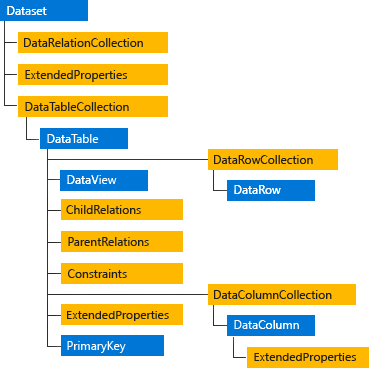 Dataset
DataRelationCollection
ExtendedProperties
DataTableCollection
DataTable
DataRowCollection
DataView
DataRow
ChildRelations
ParentRelations
Constraints
DataColumnCollection
ExtendedProperties
DataColumn
PrimaryKey
ExtendedProperties